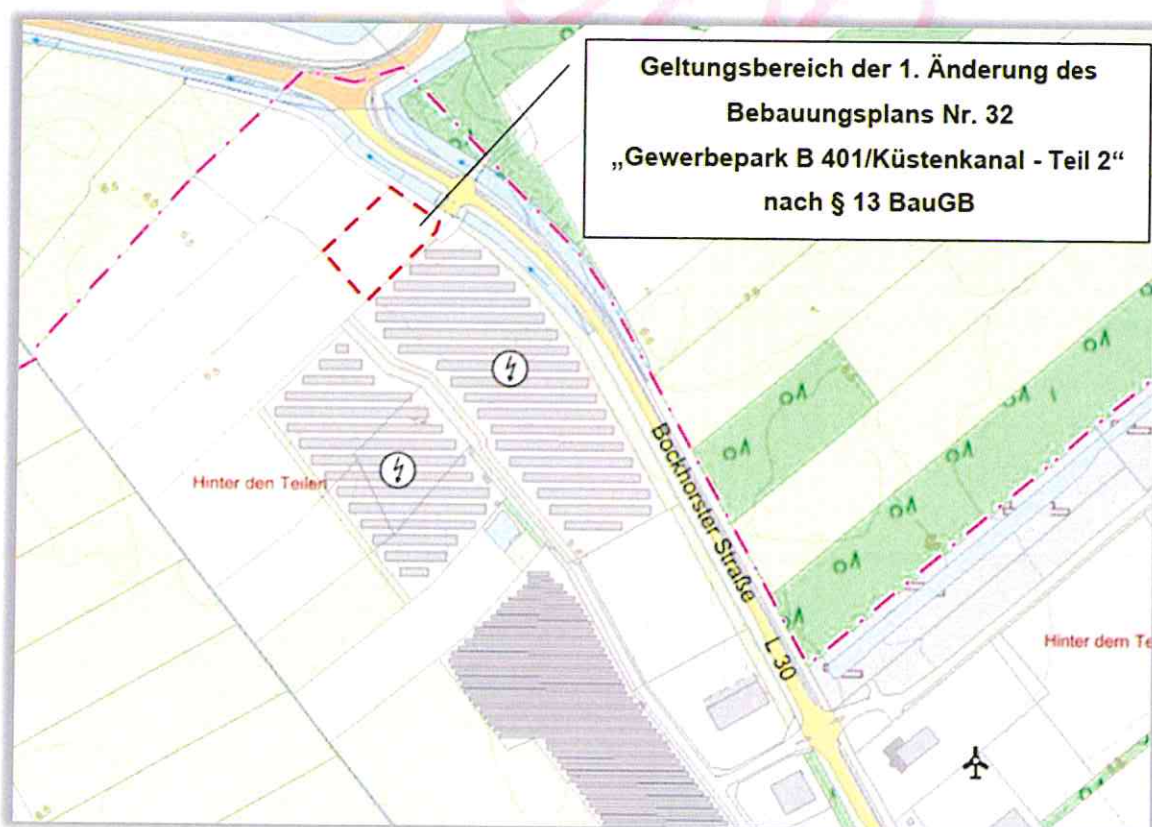 Geltungsbereich der 1. Änderung des
Bebauungsplans Nr. 32
„Gewerbepark B 401/Küstenkanal - Teil 2“
nach § 13 BauGB
Hinter den Teilen
Bockhorster Straße
L 30
Hinter dem Te